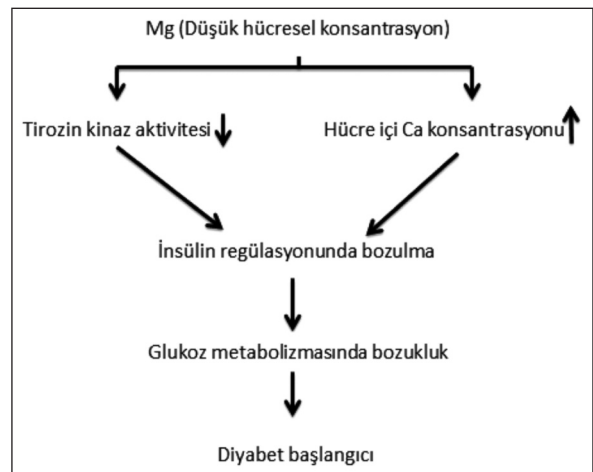 Mg (Düşük hücresel konsantrasyon)
Tirozin kinaz aktivitesi
Hücre içi Ca konsantrasyonu
İnsülin regülasyonunda bozulma
Glukoz metabolizmasında bozukluk
Diyabet başlangıcı